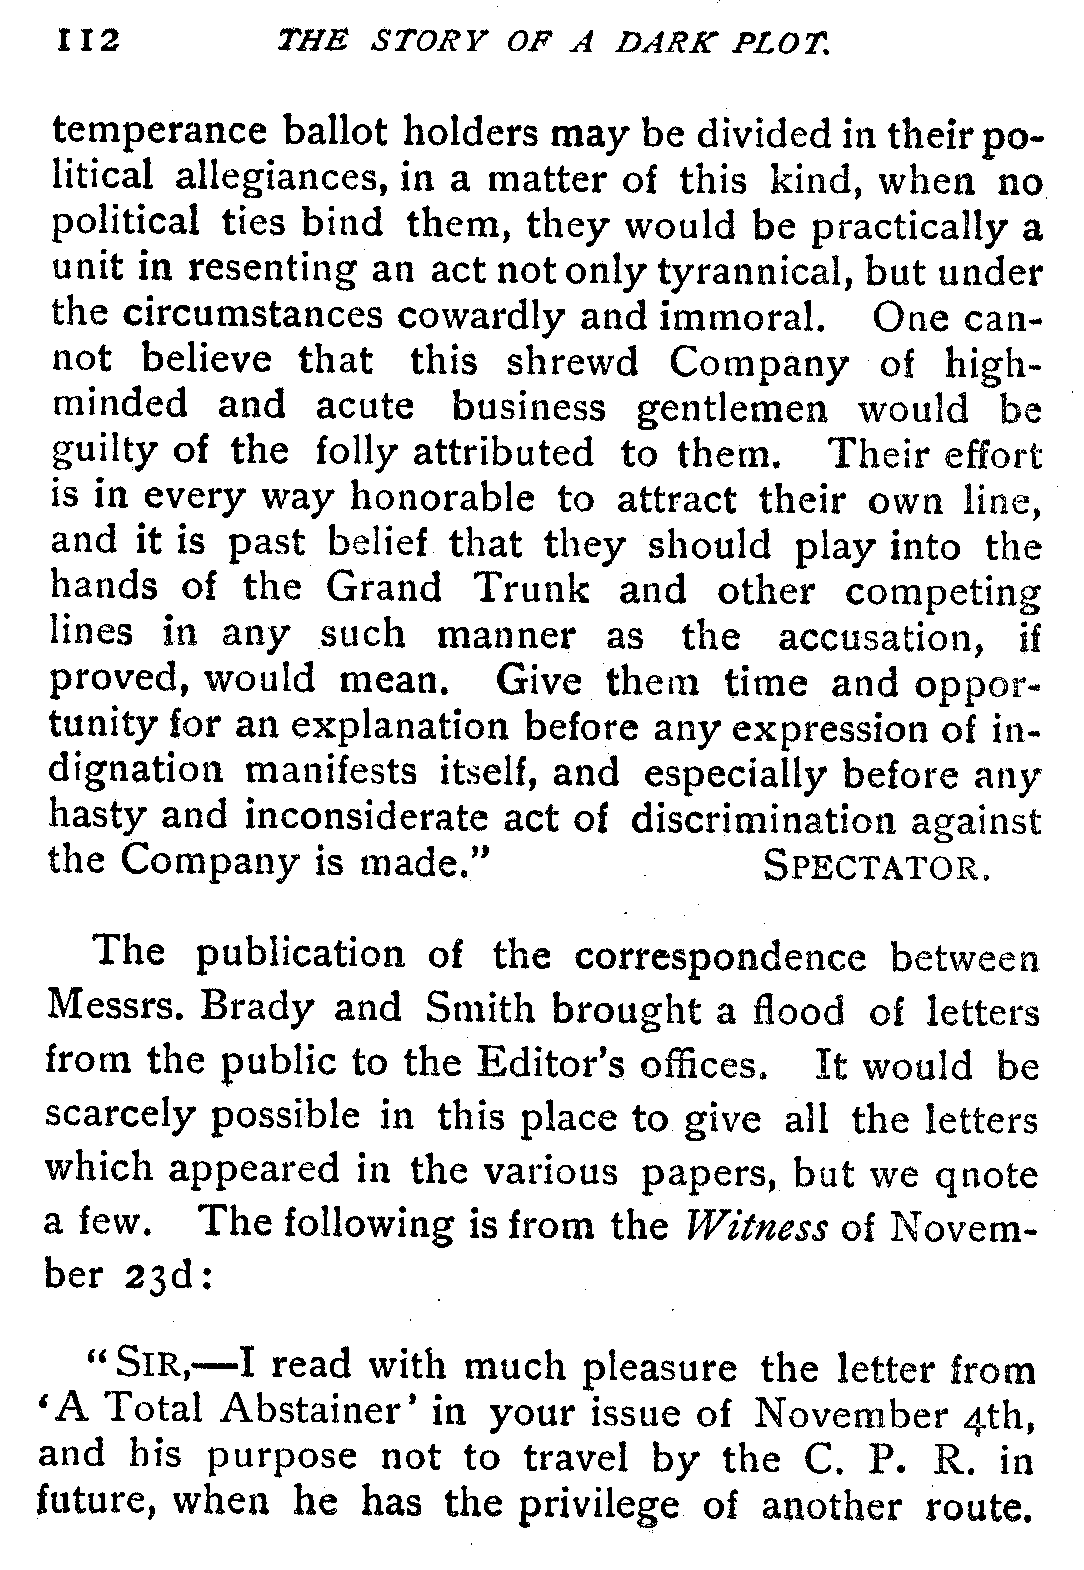 112 THE STORY OF A DARK PLOT.
temperance ballot holders may be divided in their po-
litical allegiances, in a matter of this kind, when no
political ties bind them, they would be practically a
unit in resenting an act not only tyrannical, but under
the circumstances cowardly and immoral. One can-
not believe that this shrewd Company of high-
minded and acute business gentlemen would be
guilty of the folly attributed to them. Their effort
is in every way honorable to attract their own line,
and it is past belief that they should play into the
hands of the Grand Trunk and other competing
lines in any such manner as the accusation, if
proved, would mean. Give them time and oppor-
tunity for an explanation before any expression of in-
dignation manifests itself, and especially before any
hasty and inconsiderate act of discrimination against
the Company is made." SPECTATOR.
The publication of the correspondence between
Messrs. Brady and Smith brought a flood of letters
from the public to the Editor's offices. It would be
scarcely possible in this place to give all the letters
which appeared in the various papers, but we qnote
a few. The following is from the Witness of Novem-
ber 23d:
"SIR,—I read with much pleasure the letter from
'A Total Abstainer' in your issue of November 4th,
and his purpose not to travel by the C. P. R. in
future, when he has the privilege of another route.